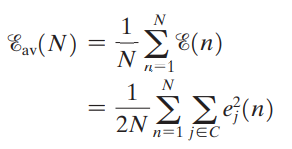 ℰav(N) = 1/N ∑_{n=1}^{N} ℰ(n)
= 1/2N ∑_{n=1}^{N} ∑_{j∈C} e_j^2(n)